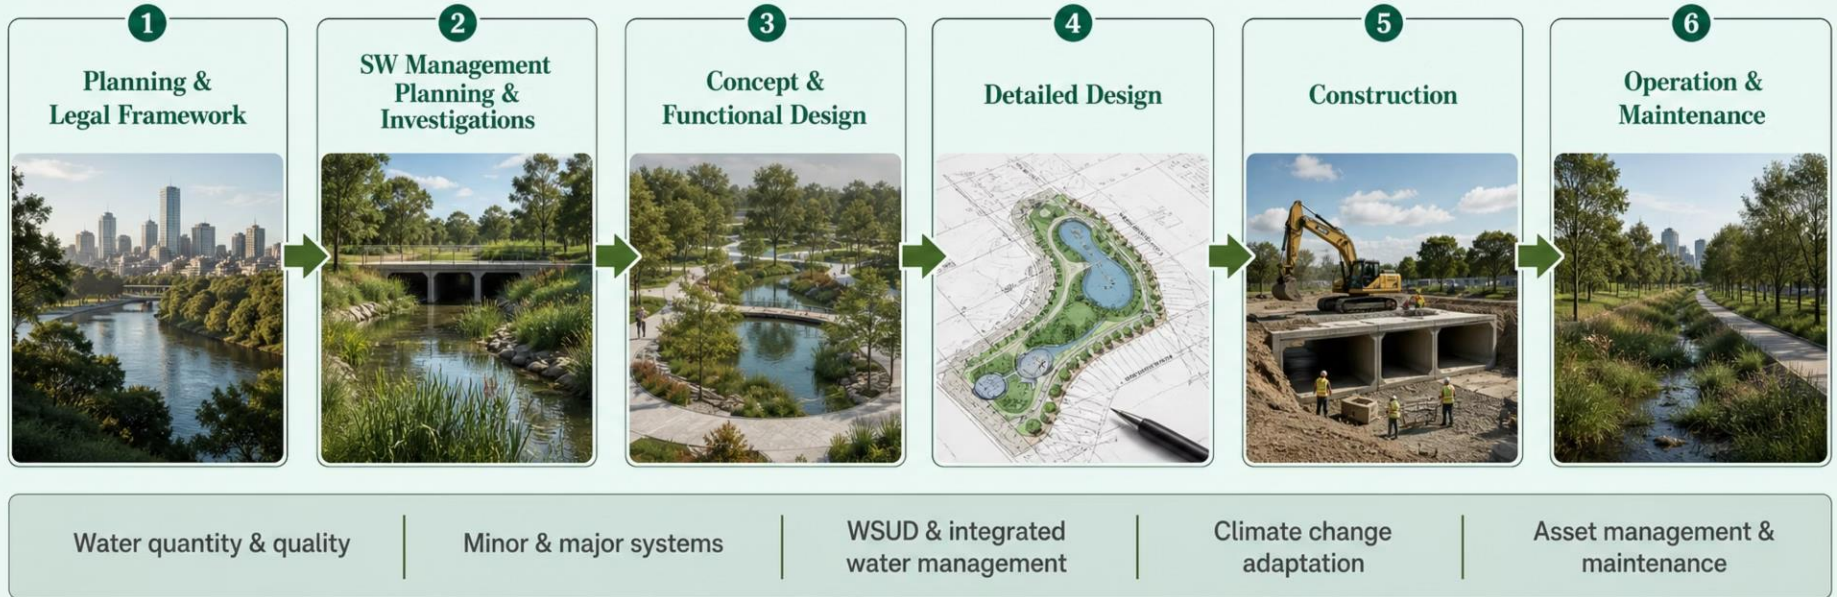 1
Planning &
Legal Framework
2
SW Management
Planning &
Investigations
3
Concept &
Functional Design
4
Detailed Design
5
Construction
6
Operation &
Maintenance
Water quantity & quality
Minor & major systems
WSUD & integrated
water management
Climate change
adaptation
Asset management &
maintenance